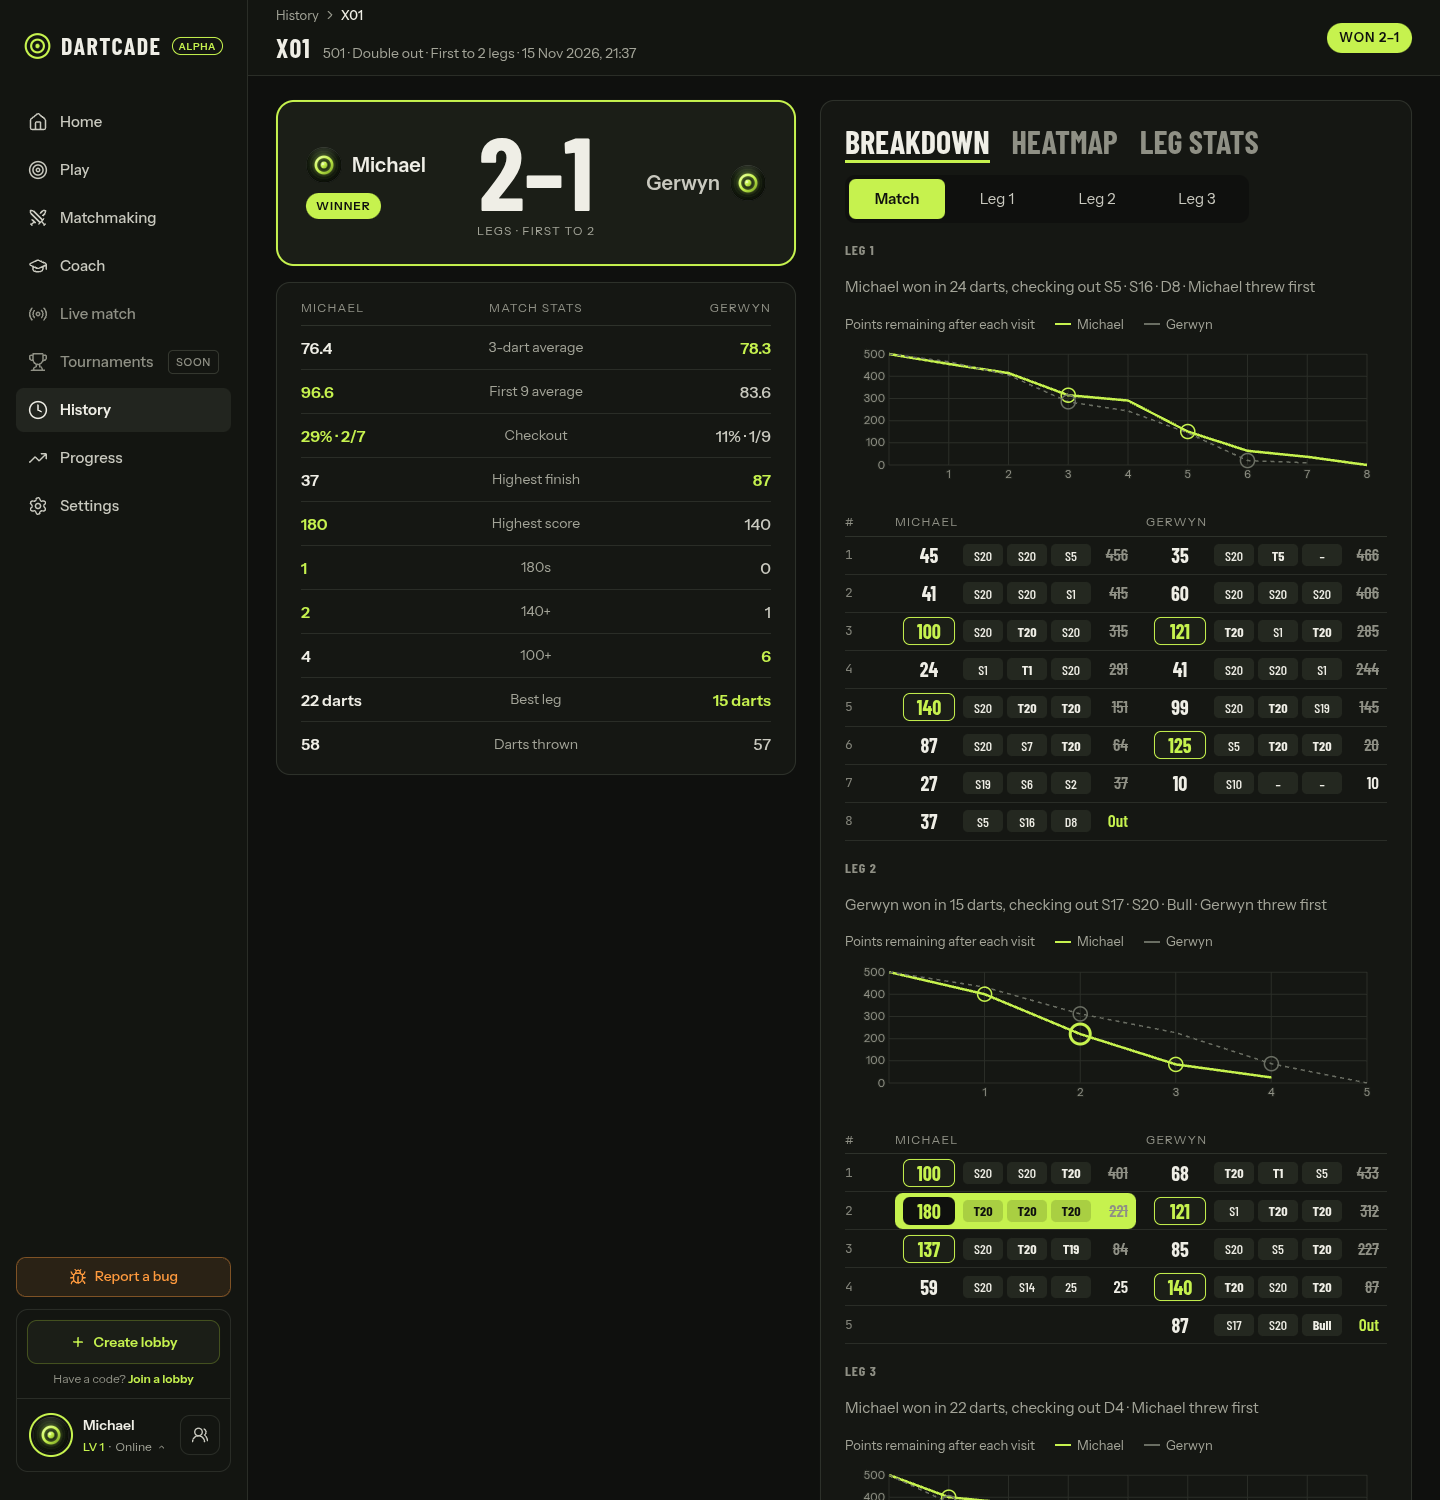 DARTCADE ALPHA
Home
Play
Matchmaking
Coach
Live match
Tournaments SOON
History
Progress
Settings
Report a bug
+ Create lobby
Have a code? Join a lobby
Michael
LV 1 · Online
History > X01
X01 501 · Double out · First to 2 legs · 15 Nov 2026, 21:37
WON 2–1
Michael
WINNER
2–1
LEGS · FIRST TO 2
Gerwyn
MICHAEL MATCH STATS GERWYN
76.4 3-dart average 78.3
96.6 First 9 average 83.6
29% · 2/7 Checkout 11% · 1/9
37 Highest finish 87
180 Highest score 140
1 180s 0
2 140+ 1
4 100+ 6
22 darts Best leg 15 darts
58 Darts thrown 57
BREAKDOWN HEATMAP LEG STATS
Match Leg 1 Leg 2 Leg 3
LEG 1
Michael won in 24 darts, checking out S5 · S16 · D8 · Michael threw first
Points remaining after each visit Michael Gerwyn
500
400
300
200
100
0
1 2 3 4 5 6 7 8
# MICHAEL GERWYN
1 45 S20 S20 S5 456 35 S20 T5 – 466
2 41 S20 S20 S1 415 60 S20 S20 S20 406
3 100 S20 T20 S20 315 121 T20 S1 T20 285
4 24 S1 T1 S20 291 41 S20 S20 S1 244
5 140 S20 T20 T20 151 99 S20 T20 S19 145
6 87 S20 S7 T20 64 125 S5 T20 T20 20
7 27 S19 S6 S2 37 10 S10 – – 10
8 37 S5 S16 D8 Out
LEG 2
Gerwyn won in 15 darts, checking out S17 · S20 · Bull · Gerwyn threw first
Points remaining after each visit Michael Gerwyn
500
400
300
200
100
0
1 2 3 4 5
# MICHAEL GERWYN
1 100 S20 S20 T20 401 68 T20 T1 S5 433
2 180 T20 T20 T20 221 121 S1 T20 T20 312
3 137 S20 T20 T19 84 85 S20 S5 T20 227
4 59 S20 S14 25 25 140 T20 S20 T20 87
5 87 S17 S20 Bull Out
LEG 3
Michael won in 22 darts, checking out D4 · Michael threw first
Points remaining after each visit Michael Gerwyn
500
400